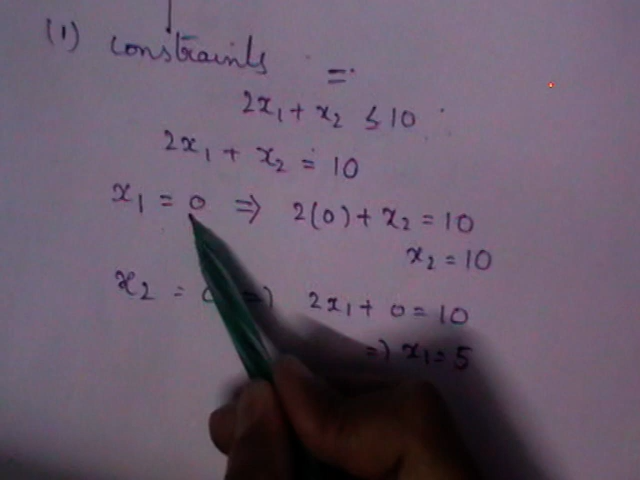 (1) constraints =
2x₁ + x₂ ≤ 10
2x₁ + x₂ = 10
x₁ = 0 ⇒ 2(0) + x₂ = 10
x₂ = 10
x₂ = 0 ⇒ 2x₁ + 0 = 10
⇒ x₁ = 5